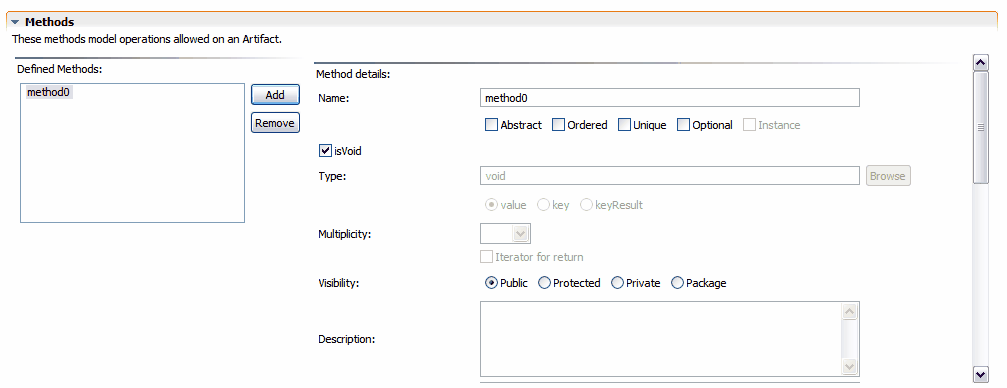 Methods
These methods model operations allowed on an Artifact.
Defined Methods:
method0
Add
Remove
Method details:
Name:
method0
Abstract Ordered Unique Optional Instance
isVoid
Type:
void
Browse
value key keyResult
Multiplicity:
Iterator for return
Visibility:
Public Protected Private Package
Description: